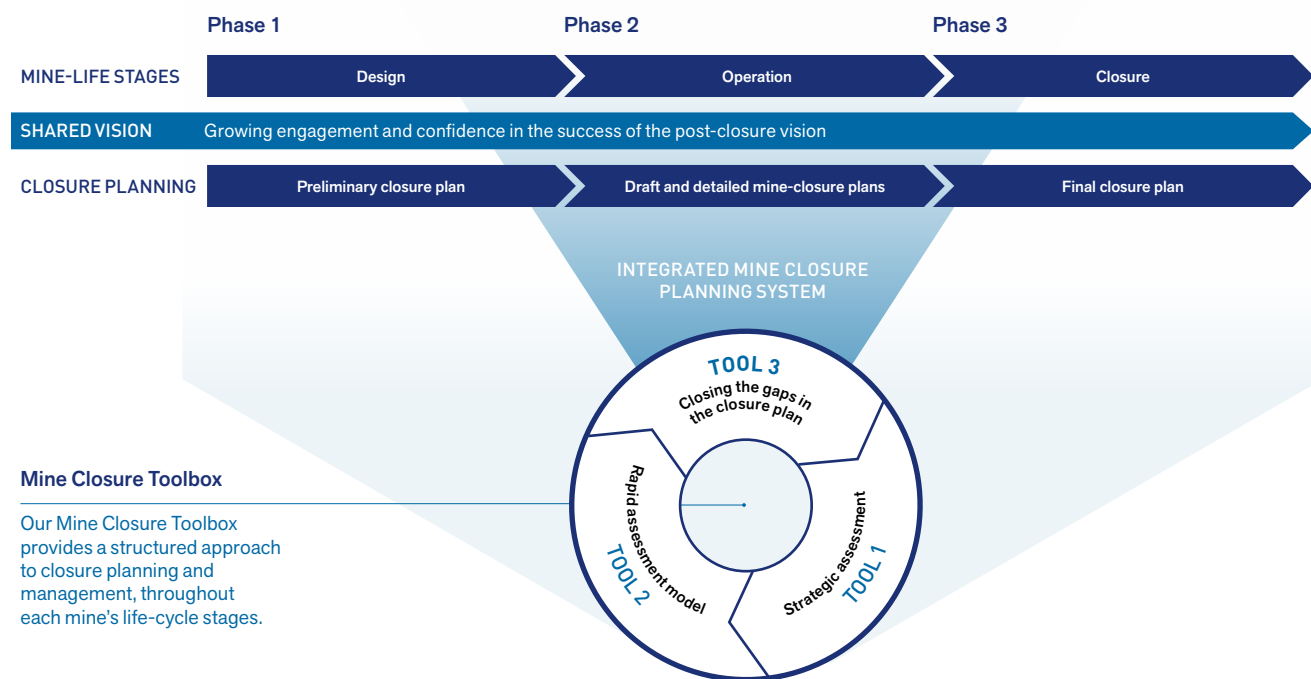 Phase 1
Phase 2
Phase 3
MINE-LIFE STAGES
Design
Operation
Closure
SHARED VISION
Growing engagement and confidence in the success of the post-closure vision
CLOSURE PLANNING
Preliminary closure plan
Draft and detailed mine-closure plans
Final closure plan
INTEGRATED MINE CLOSURE
PLANNING SYSTEM
TOOL 3
Closing the gaps in
the closure plan
Rapid assessment model
TOOL 2
Strategic assessment
TOOL 1
Mine Closure Toolbox
Our Mine Closure Toolbox
provides a structured approach
to closure planning and
management, throughout
each mine's life-cycle stages.